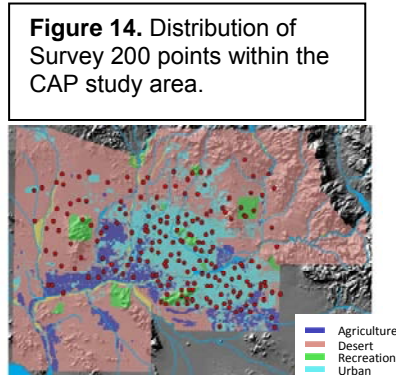 Figure 14. Distribution of
Survey 200 points within the
CAP study area.
Agriculture
Desert
Recreation
Urban